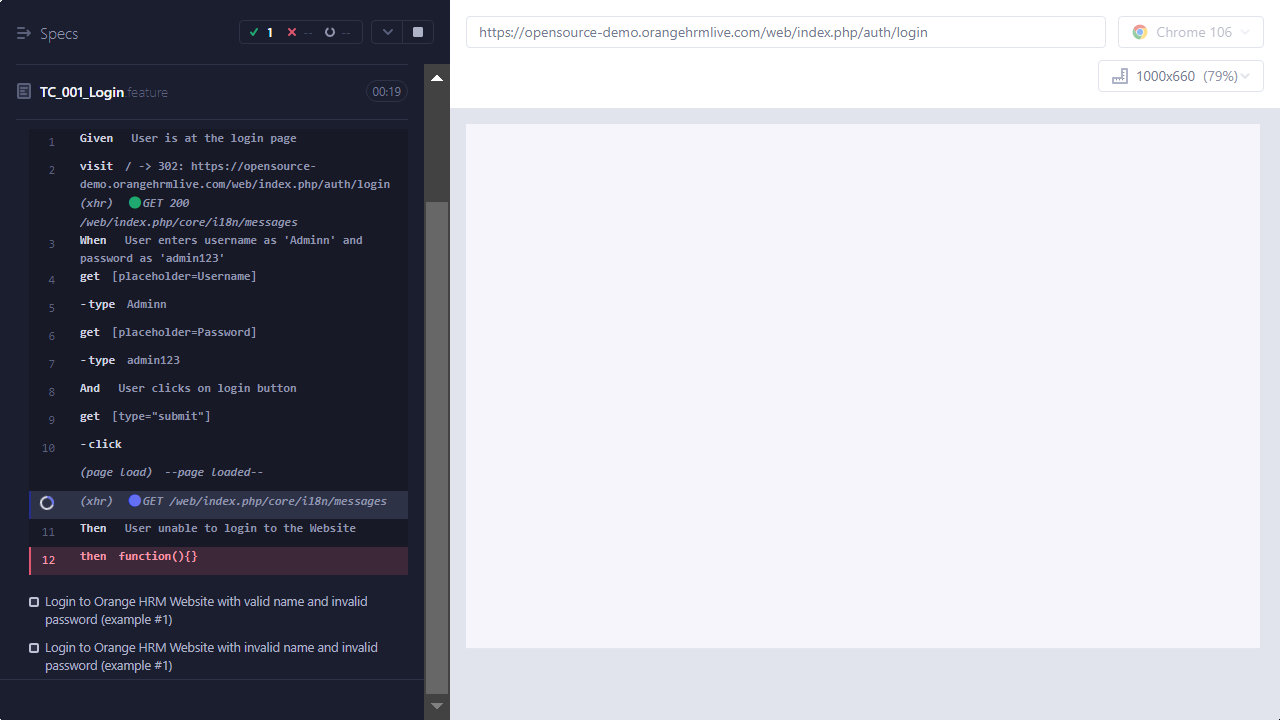 Specs
1
--
--
https://opensource-demo.orangehrmlive.com/web/index.php/auth/login
Chrome 106
1000x660 (79%)
TC_001_Login.feature
00:19
1 Given User is at the login page
2 visit / -> 302: https://opensource-
demo.orangehrmlive.com/web/index.php/auth/login
(xhr) GET 200
/web/index.php/core/i18n/messages
3 When User enters username as 'Adminn' and
password as 'admin123'
4 get [placeholder=Username]
5 -type Adminn
6 get [placeholder=Password]
7 -type admin123
8 And User clicks on login button
9 get [type="submit"]
10 -click
(page load) --page loaded--
(xhr) GET /web/index.php/core/i18n/messages
11 Then User unable to login to the Website
12 then function(){}
Login to Orange HRM Website with valid name and invalid
password (example #1)
Login to Orange HRM Website with invalid name and invalid
password (example #1)